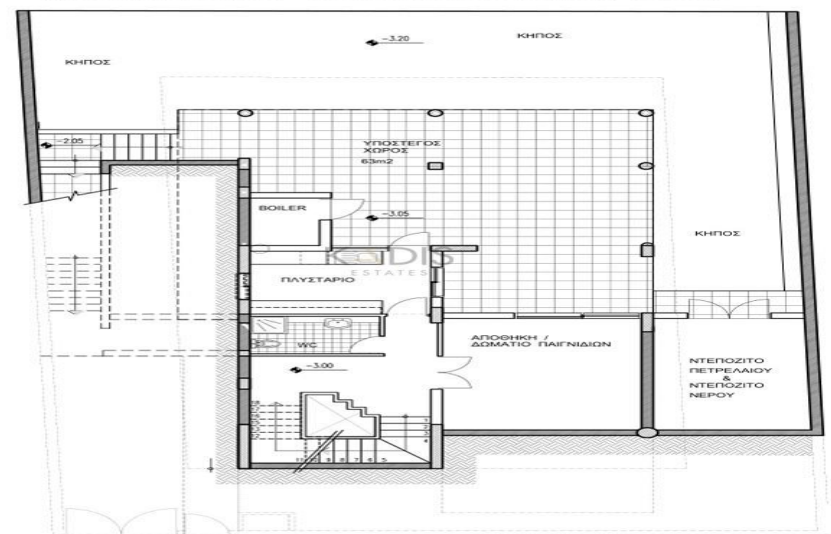 -3.20
ΚΗΠΟΣ
ΚΗΠΟΣ
-2.05
ΥΠΟΣΤΕΓΟΣ
ΧΩΡΟΣ
63m2
BOILER
-3.05
ΚΗΠΟΣ
KODIS
ESTATES
ΠΛΥΣΤΑΡΙΟ
WC
ΑΠΟΘΗΚΗ /
ΔΩΜΑΤΙΟ ΠΑΙΓΝΙΔΙΩΝ
-3.00
ΝΤΕΠΟΖΙΤΟ
ΠΕΤΡΕΛΑΙΟΥ
&
ΝΤΕΠΟΖΙΤΟ
ΝΕΡΟΥ